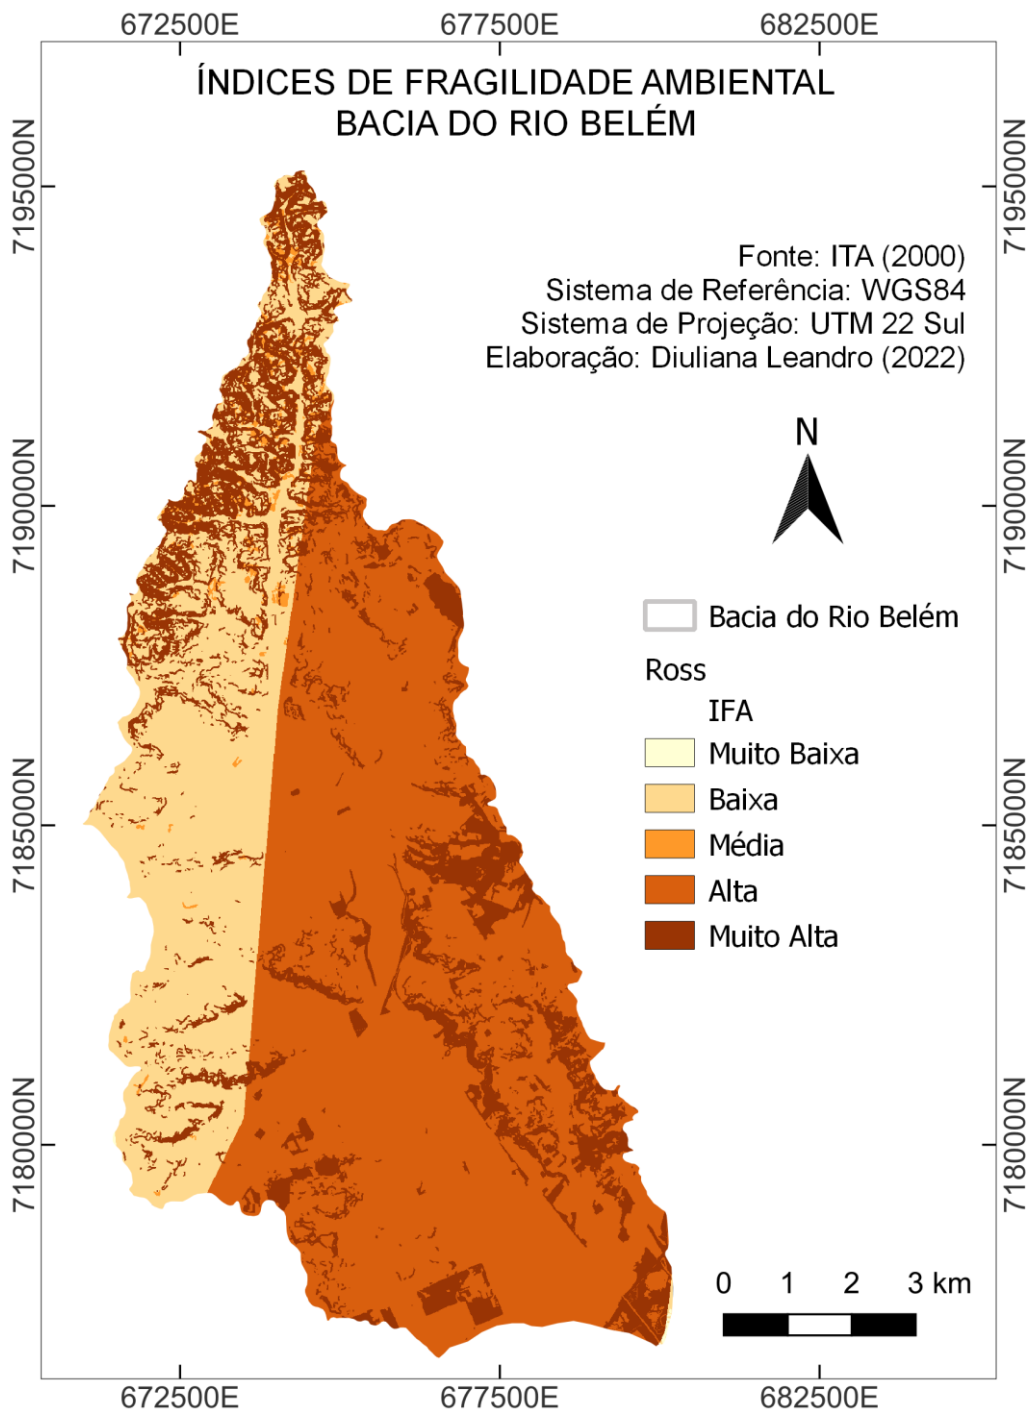 672500E
677500E
682500E
ÍNDICES DE FRAGILIDADE AMBIENTAL
BACIA DO RIO BELÉM
7195000N
7195000N
Fonte: ITA (2000)
Sistema de Referência: WGS84
Sistema de Projeção: UTM 22 Sul
Elaboração: Diuliana Leandro (2022)
N
7190000N
7190000N
Bacia do Rio Belém
Ross
IFA
Muito Baixa
Baixa
Média
Alta
Muito Alta
7185000N
7185000N
7180000N
7180000N
0 1 2 3 km
672500E
677500E
682500E